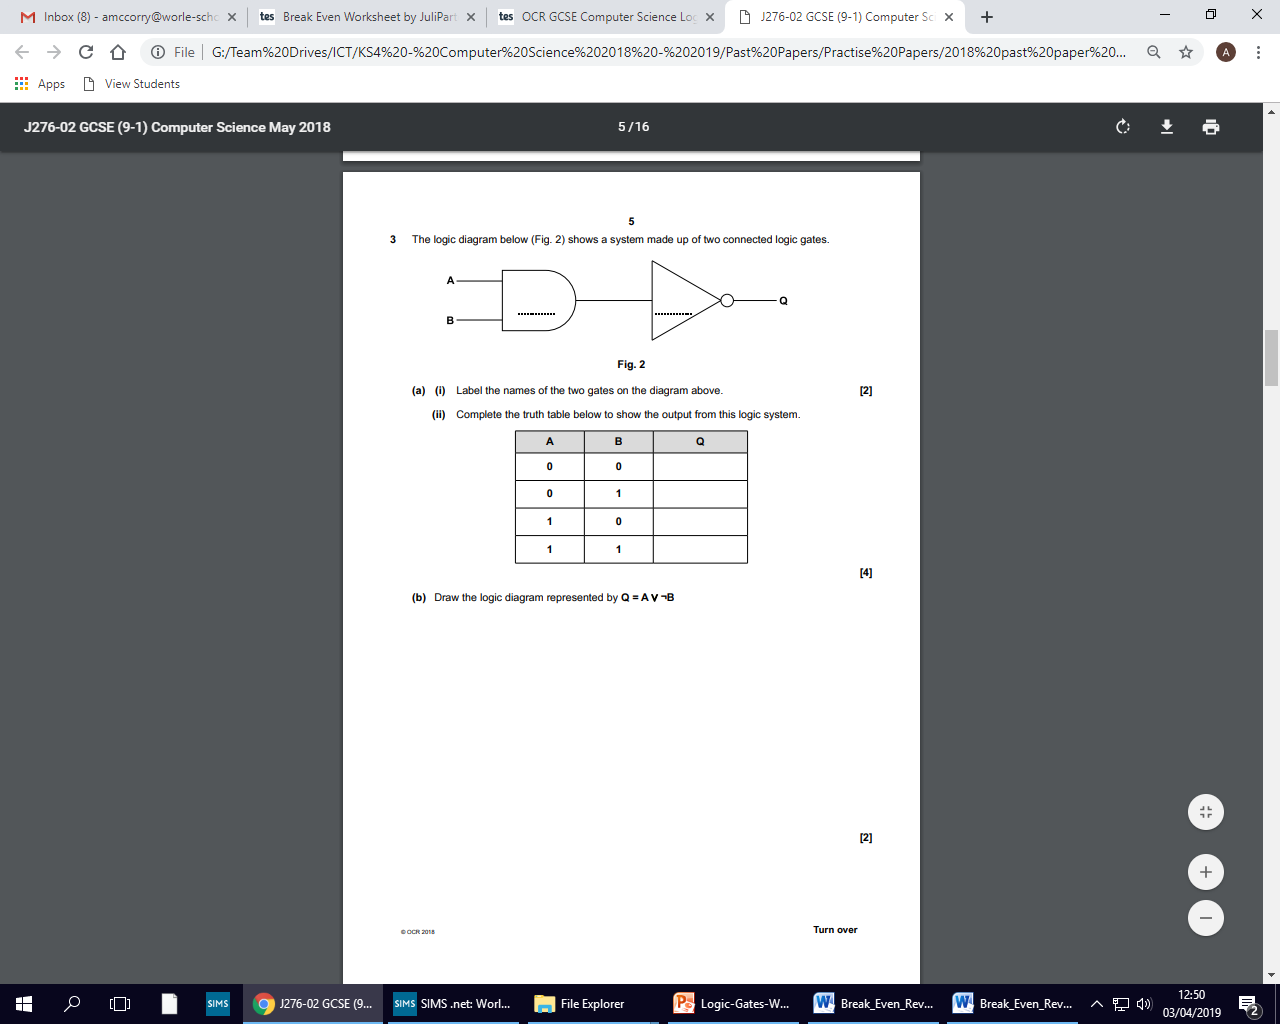 Inbox (8) - amccorry@worle-scho
tes Break Even Worksheet by JuliPart
tes OCR GCSE Computer Science Log
J276-02 GCSE (9-1) Computer Sc
File G:/Team%20Drives/ICT/KS4%20-%20Computer%20Science%202018%20-%202019/Past%20Papers/Practise%20Papers/2018%20past%20paper%20... A
Apps View Students
J276-02 GCSE (9-1) Computer Science May 2018 5 / 16
5
3 The logic diagram below (Fig. 2) shows a system made up of two connected logic gates.
A
B
............ ............
Q
Fig. 2
(a) (i) Label the names of the two gates on the diagram above. [2]
(ii) Complete the truth table below to show the output from this logic system.
A B Q
0 0
0 1
1 0
1 1
[4]
(b) Draw the logic diagram represented by Q = A ∨ ¬B
[2]
© OCR 2018 Turn over
SIMS
J276-02 GCSE (9...
SIMS SIMS .net: Worl...
File Explorer
Logic-Gates-W...
Break_Even_Rev...
Break_Even_Rev...
12:50
03/04/2019
2